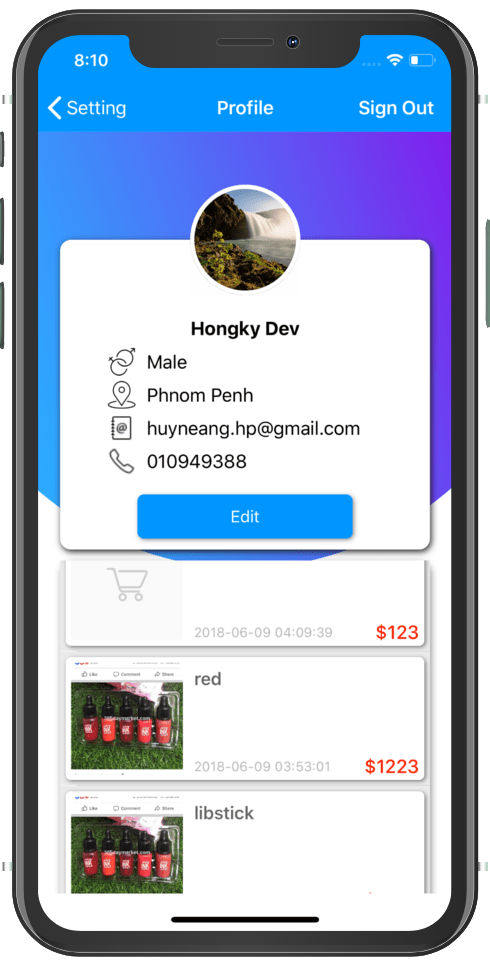 8:10
Setting
Profile
Sign Out
Hongky Dev
Male
Phnom Penh
@
huyneang.hp@gmail.com
010949388
Edit
2018-06-09 04:09:39
$123
Like
Comment
Share
red
2018-06-09 03:53:01
$1223
Like
Comment
Share
libstick